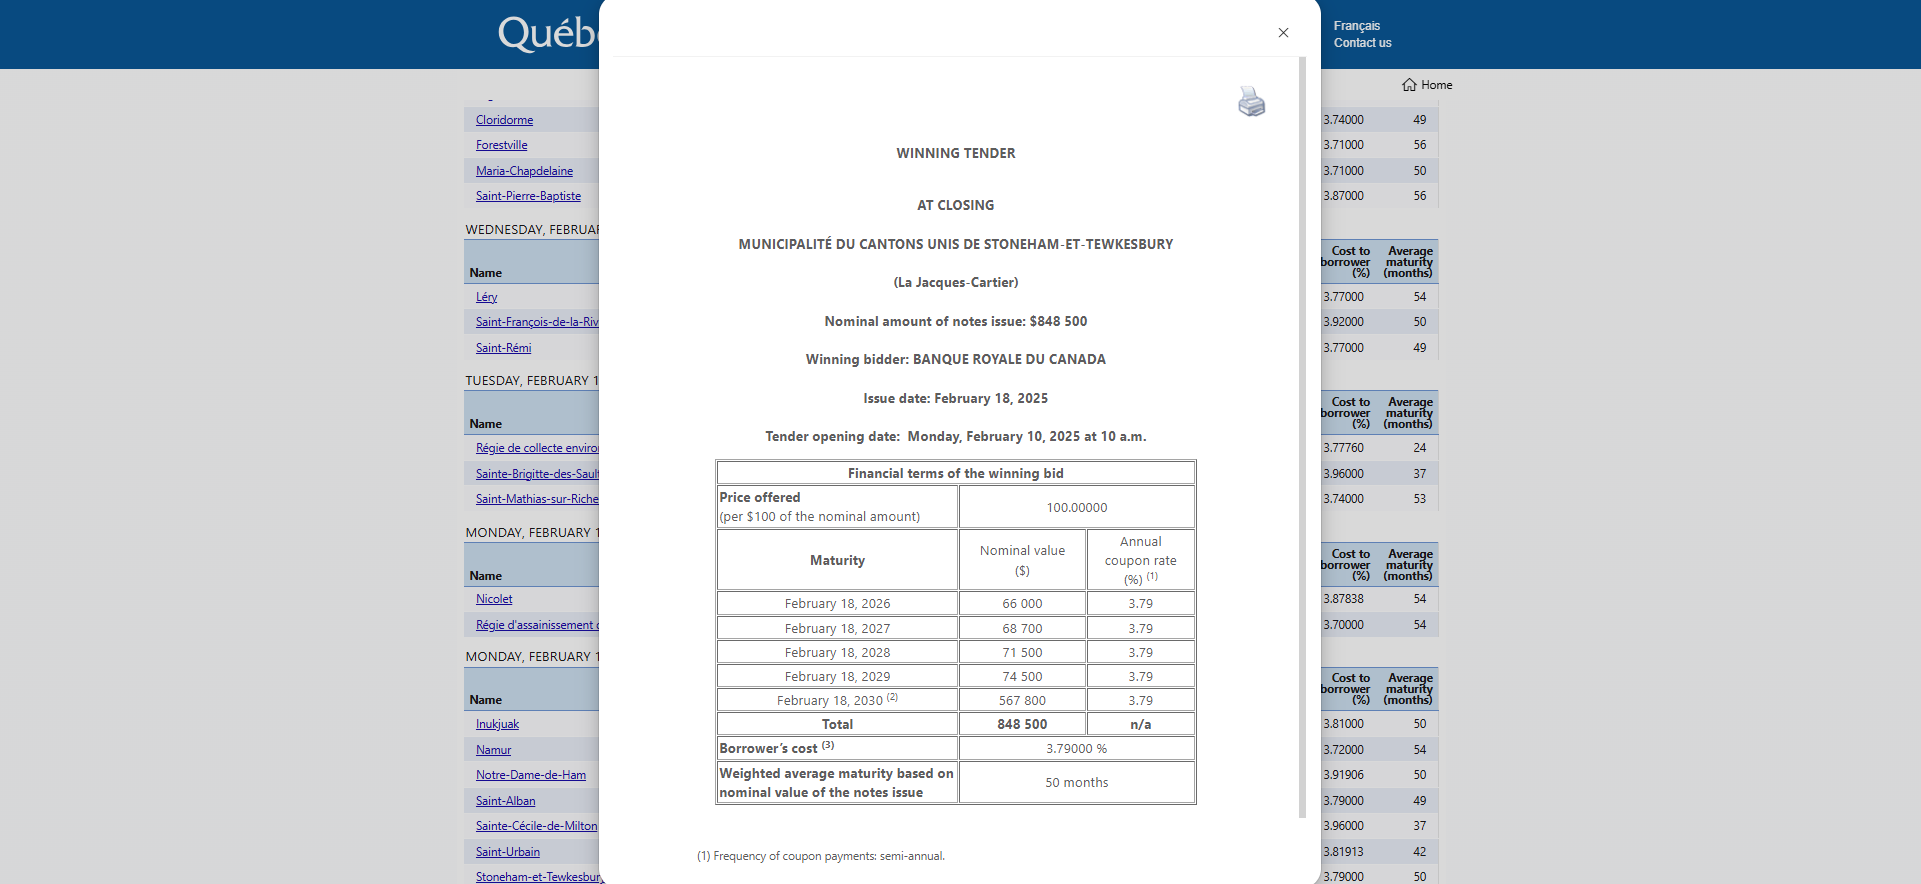 Français
Contact us
Home
Cloridorme 3.74000 49
Forestville 3.71000 56
Maria-Chapdelaine 3.71000 50
Saint-Pierre-Baptiste 3.87000 56
WEDNESDAY,
Name Cost to borrower (%) Average maturity (months)
Léry 3.77000 54
Saint-François-de-la-Riv 3.92000 50
Saint-Rémi 3.77000 49
TUESDAY, FEBRUARY 1
Name Cost to borrower (%) Average maturity (months)
Régie de collecte enviro 3.77760 24
Sainte-Brigitte-des-Sault 3.96000 37
Saint-Mathias-sur-Riche 3.74000 53
MONDAY, FEBRUARY 1
Name Cost to borrower (%) Average maturity (months)
Nicolet 3.87838 54
Régie d'assainissement 3.70000 54
MONDAY, FEBRUARY 1
Name Cost to borrower (%) Average maturity (months)
Inukjuak 3.81000 50
Namur 3.72000 54
Notre-Dame-de-Ham 3.91906 50
Saint-Alban 3.79000 49
Sainte-Cécile-de-Milton 3.96000 37
Saint-Urbain 3.81913 42
Stoneham-et-Tewkesbury 3.79000 50
WINNING TENDER
AT CLOSING
MUNICIPALITÉ DU CANTONS UNIS DE STONEHAM-ET-TEWKESBURY
(La Jacques-Cartier)
Nominal amount of notes issue: $848 500
Winning bidder: BANQUE ROYALE DU CANADA
Issue date: February 18, 2025
Tender opening date: Monday, February 10, 2025 at 10 a.m.
Financial terms of the winning bid
Price offered
(per $100 of the nominal amount) 100.00000
Maturity Nominal value ($) Annual coupon rate (%) (1)
February 18, 2026 66 000 3.79
February 18, 2027 68 700 3.79
February 18, 2028 71 500 3.79
February 18, 2029 74 500 3.79
February 18, 2030 (2) 567 800 3.79
Total 848 500 n/a
Borrower’s cost (3) 3.79000 %
Weighted average maturity based on
nominal value of the notes issue 50 months
(1) Frequency of coupon payments: semi-annual.